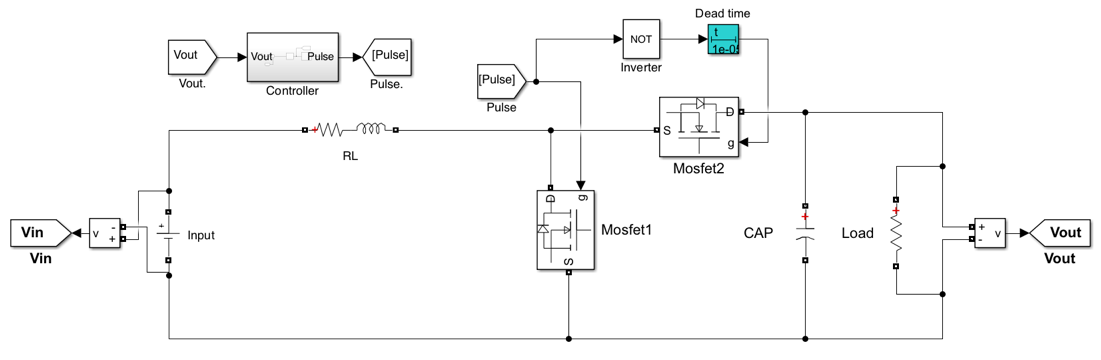 Dead time
t
1e-05
NOT
Inverter
Vout
Vout
Pulse
[Pulse]
Vout.
Controller
Pulse.
[Pulse]
Pulse
S
D
g
Mosfet2
+
RL
D
g
S
Mosfet1
Vin
Vin
v
-
+
+
Input
CAP
+
Load
+
+
-
v
Vout
Vout